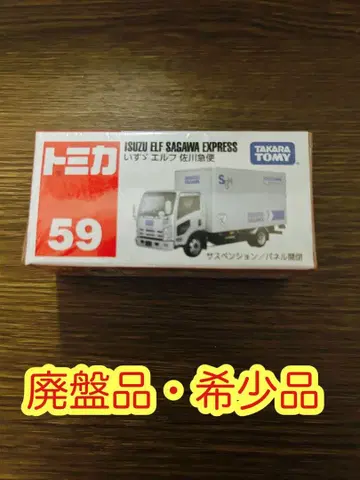 トミカ
59
ISUZU ELF SAGAWA EXPRESS
いすゞ エルフ 佐川急便
TAKARA
TOMY
サスペンション／パネル開閉
廃盤品・希少品